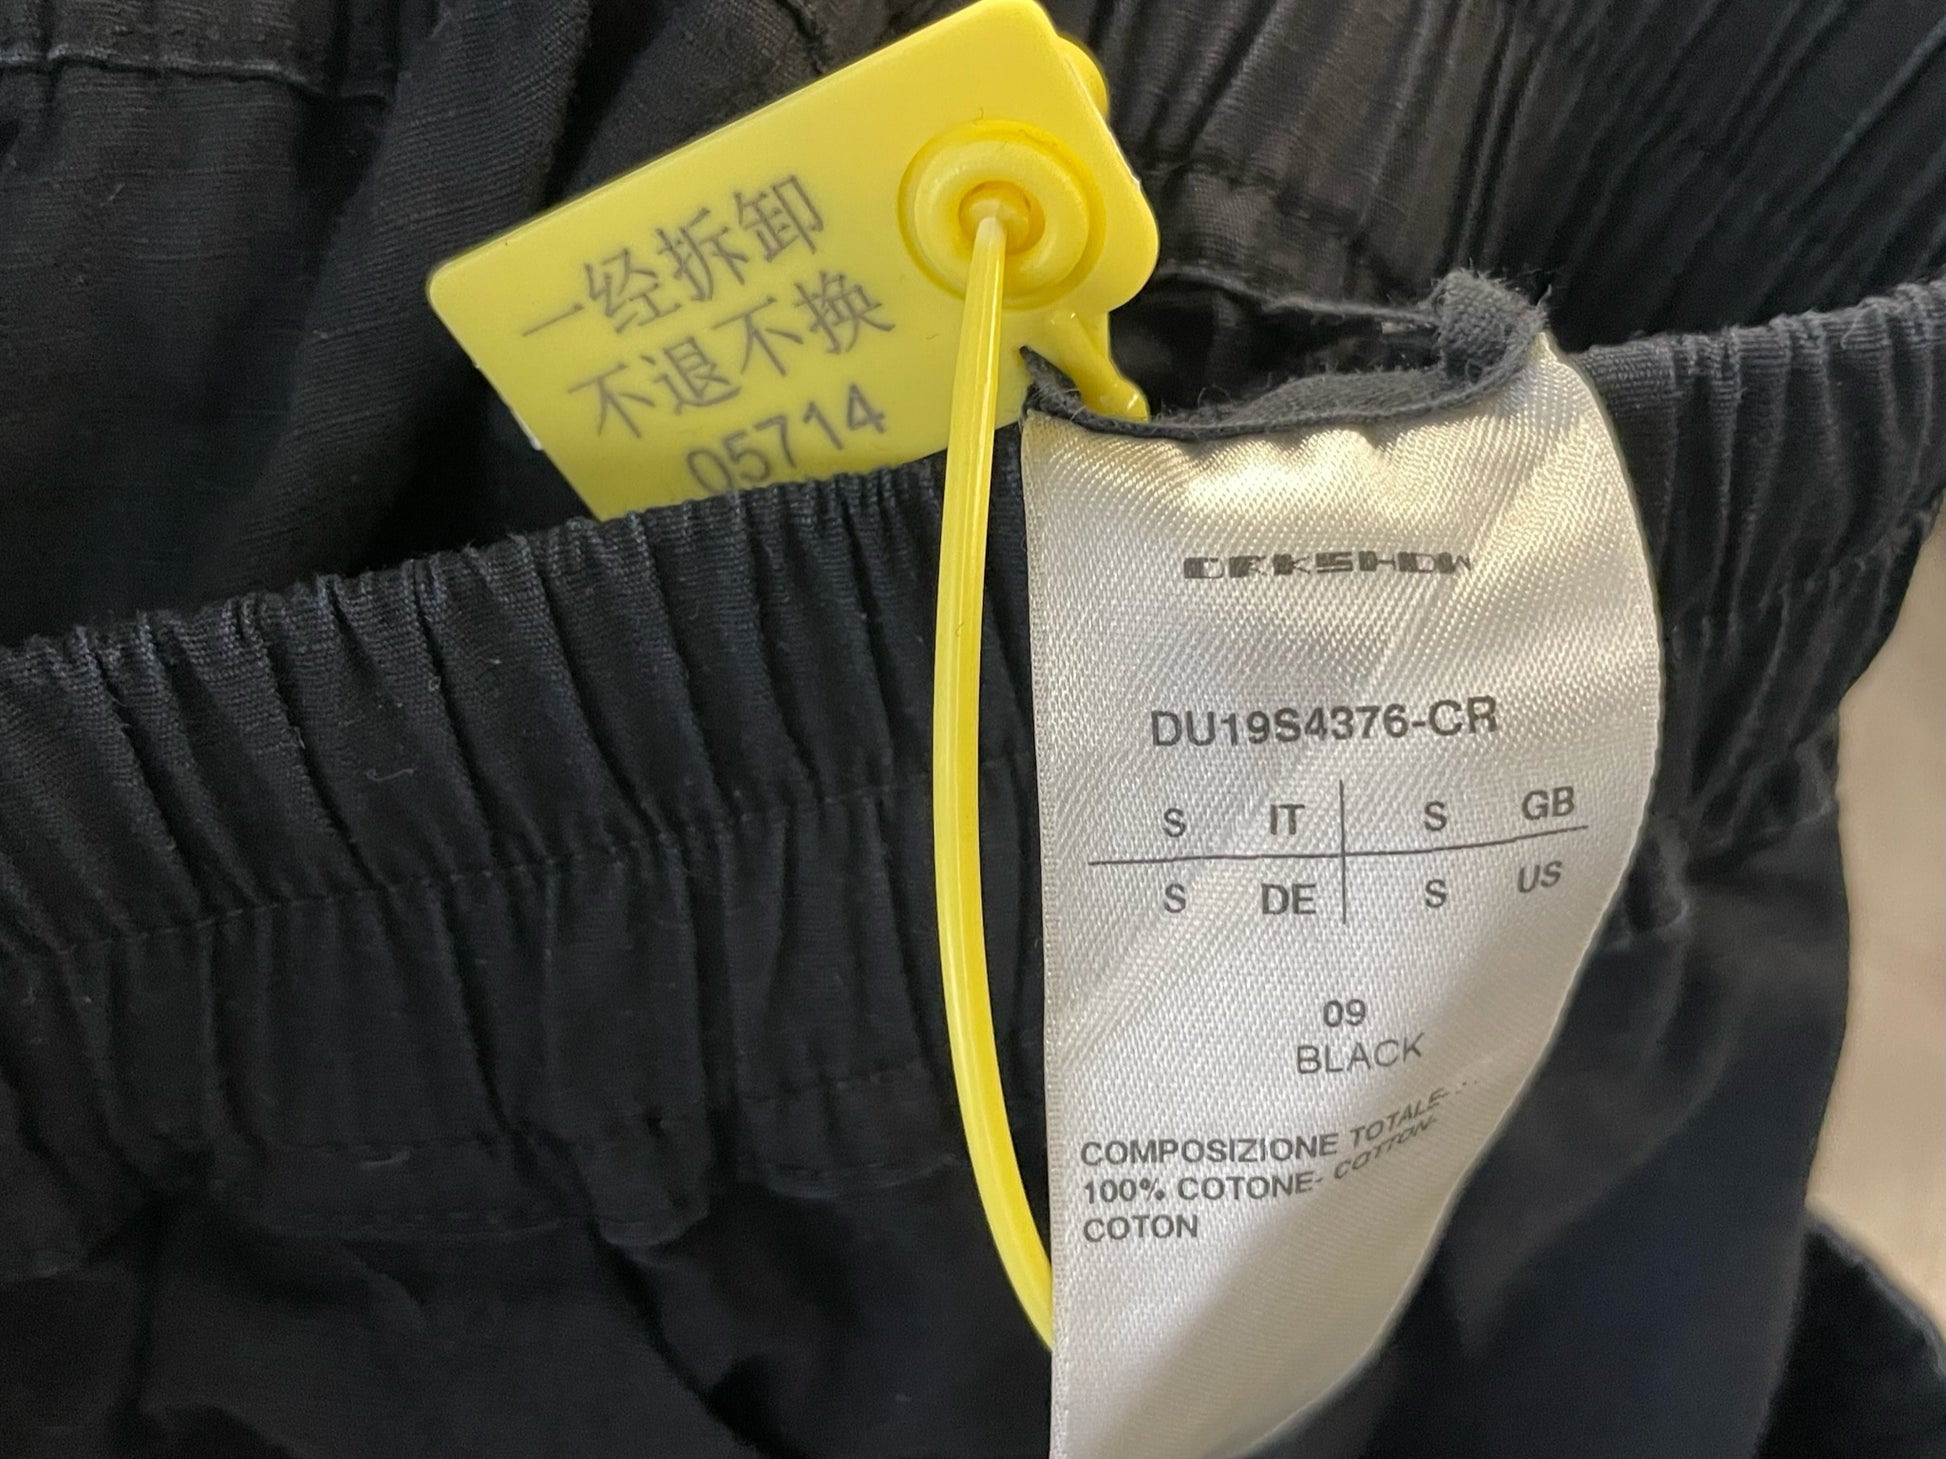 一经拆卸
不退不换
05714
DRKSHDW
DU19S4376-CR
S IT S GB
S DE S US
09
BLACK
COMPOSIZIONE TOTALE-
100% COTONE- COTTON-
COTON